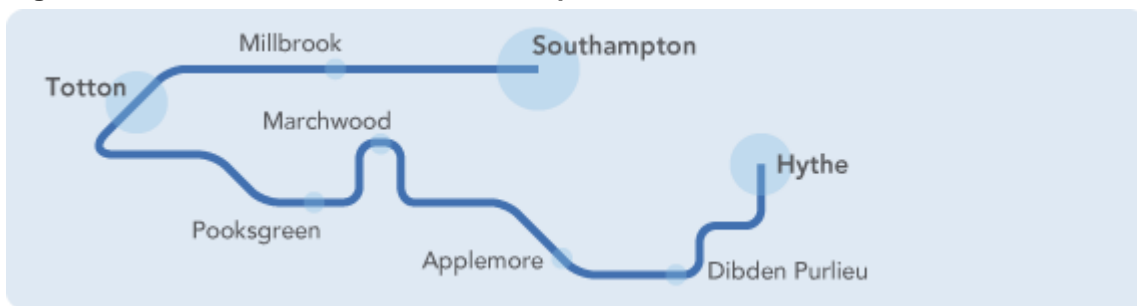 Millbrook
Southampton
Totton
Marchwood
Hythe
Pooksgreen
Applemore
Dibden Purlieu